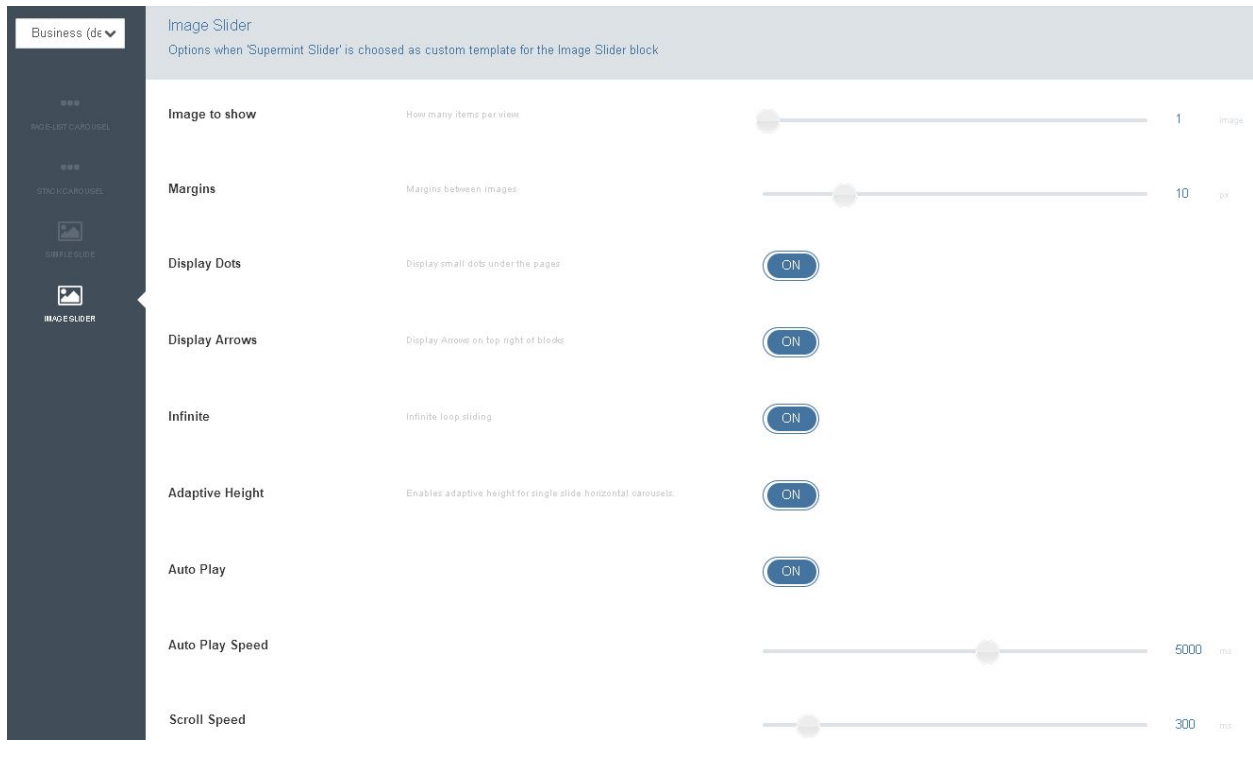 Business (de
PAGE-LIST CAROUSEL
STACK CAROUSEL
SIMPLE SLIDE
IMAGE SLIDER
Image Slider
Options when 'Supermint Slider' is choosed as custom template for the Image Slider block
Image to show How many items per view 1 image
Margins Margins between images 10 px
Display Dots Display small dots under the pages ON
Display Arrows Display Arrows on top right of blocks ON
Infinite Infinite loop sliding ON
Adaptive Height Enables adaptive height for single slide horizontal carousels. ON
Auto Play ON
Auto Play Speed 5000 ms
Scroll Speed 300 ms